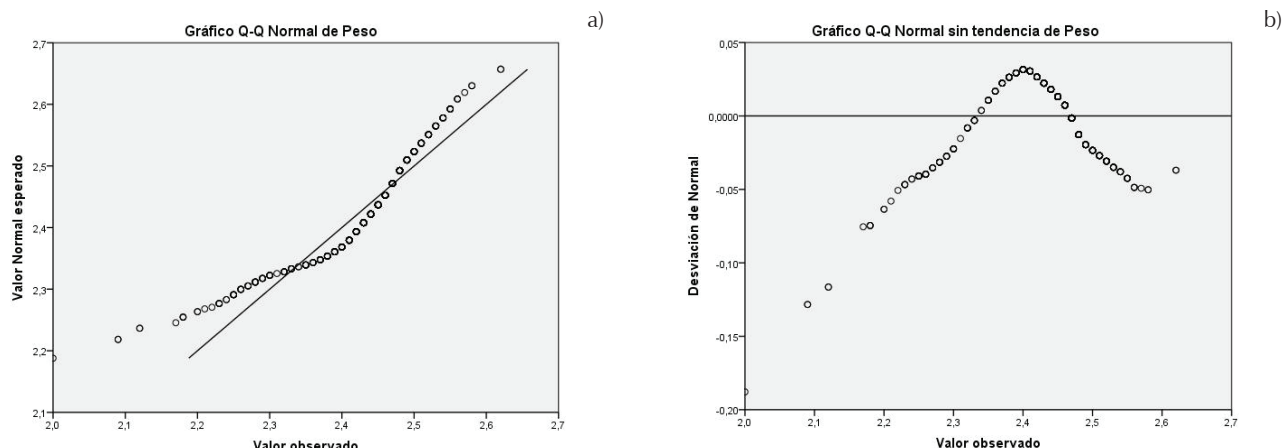 a)
Gráfico Q-Q Normal de Peso
Valor Normal esperado
2,7
2,6
2,5
2,4
2,3
2,2
2,1
2,0 2,1 2,2 2,3 2,4 2,5 2,6 2,7
Valor observado
b)
Gráfico Q-Q Normal sin tendencia de Peso
Desviación de Normal
0,05
0,0000
-0,05
-0,10
-0,15
-0,20
2,0 2,1 2,2 2,3 2,4 2,5 2,6 2,7
Valor observado